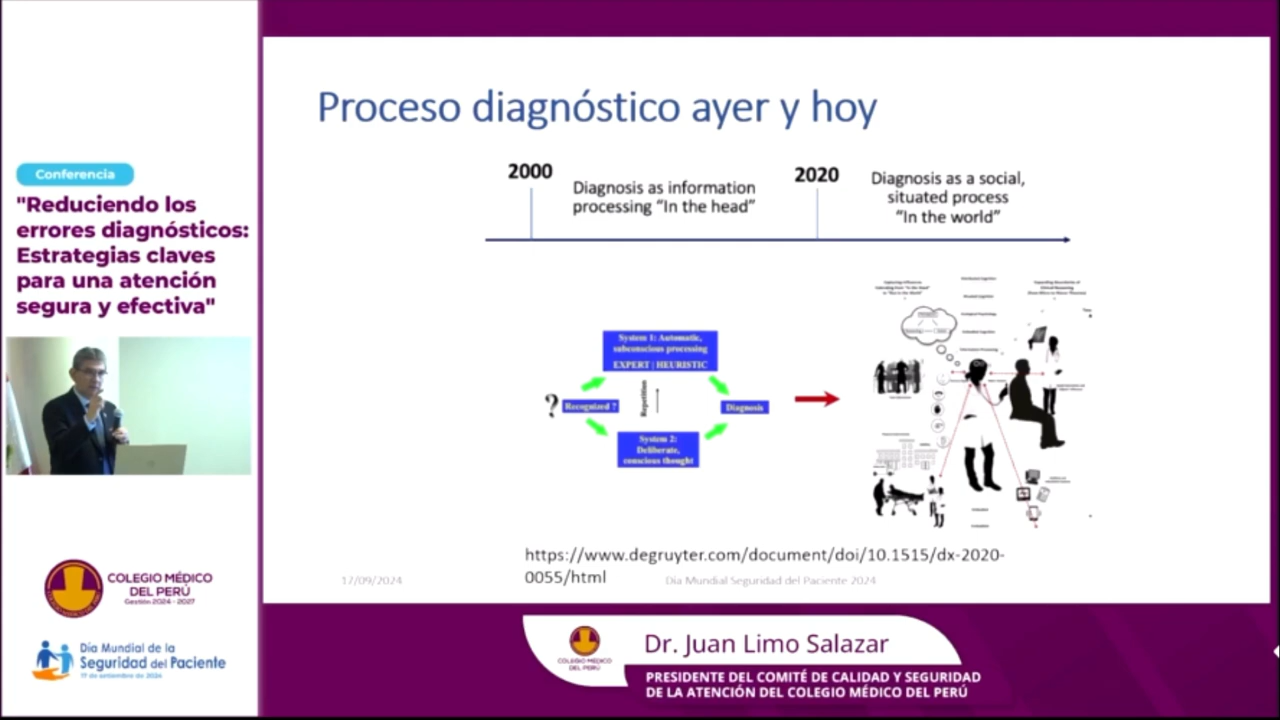 Conferencia
"Reduciendo los
errores diagnósticos:
Estrategias claves
para una atención
segura y efectiva"
COLEGIO MÉDICO
DEL PERÚ
Gestión 2024 - 2027
Día Mundial de la
Seguridad del Paciente
17 de setiembre de 2024
Proceso diagnóstico ayer y hoy
2000
Diagnosis as information
processing “In the head”
2020
Diagnosis as a social,
situated process
“In the world”
System 1: Automatic,
subconscious processing
EXPERT | HEURISTIC
?
Recognized ?
Repetition
Diagnosis
System 2:
Deliberate,
conscious thought
https://www.degruyter.com/document/doi/10.1515/dx-2020-
0055/html
17/09/2024
Día Mundial Seguridad del Paciente 2024
COLEGIO MÉDICO
DEL PERÚ
Dr. Juan Limo Salazar
PRESIDENTE DEL COMITÉ DE CALIDAD Y SEGURIDAD
DE LA ATENCIÓN DEL COLEGIO MÉDICO DEL PERÚ